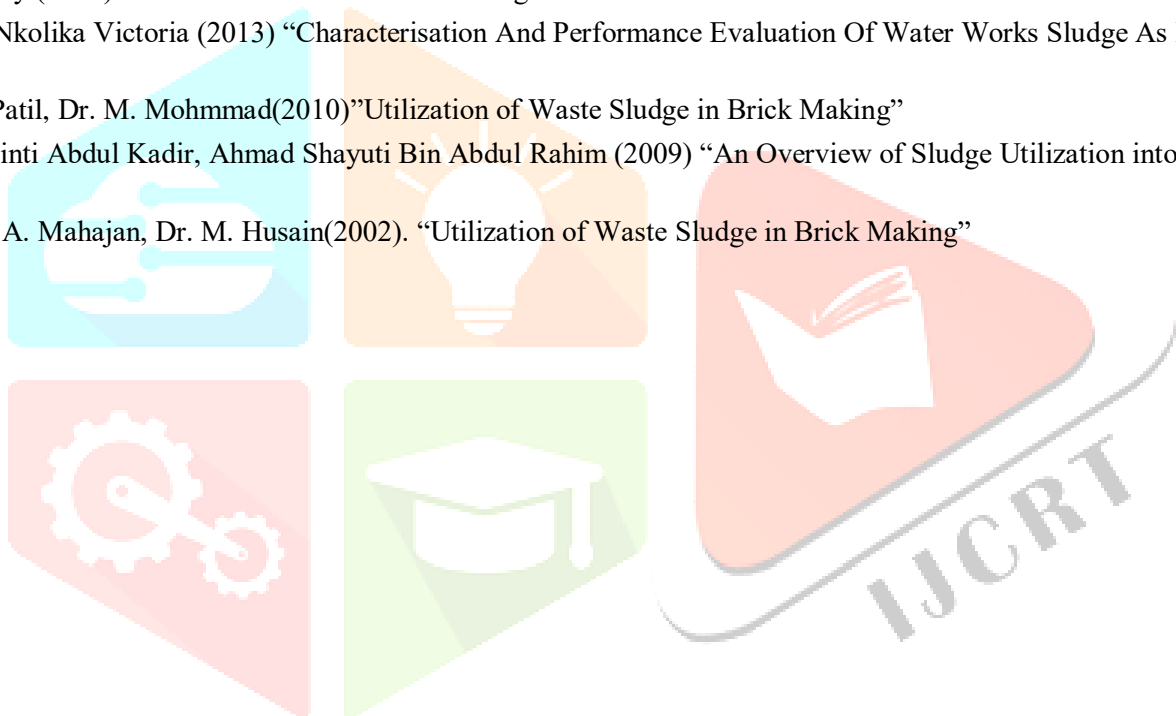 Nkolika Victoria (2013) “Characterisation And Performance Evaluation Of Water Works Sludge As
Patil, Dr. M. Mohmmad(2010)”Utilization of Waste Sludge in Brick Making”
inti Abdul Kadir, Ahmad Shayuti Bin Abdul Rahim (2009) “An Overview of Sludge Utilization into
A. Mahajan, Dr. M. Husain(2002). “Utilization of Waste Sludge in Brick Making”
IJCRT